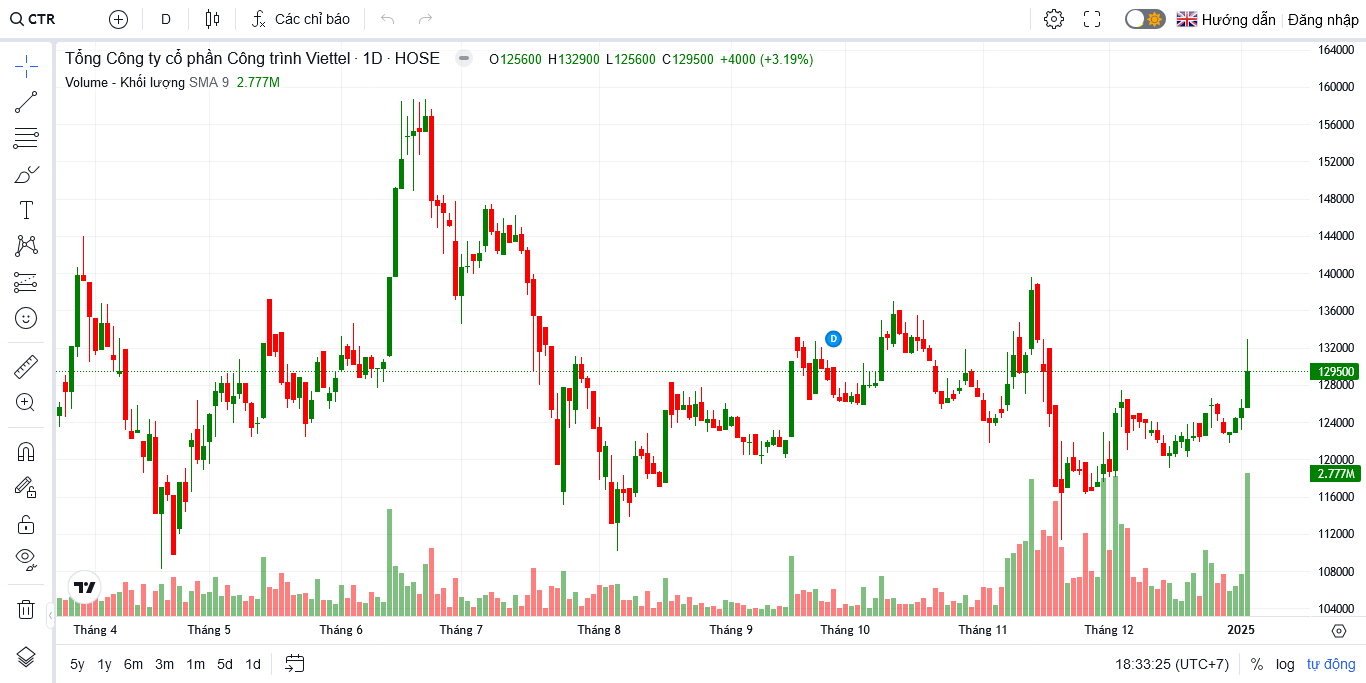 CTR D Các chỉ báo Hướng dẫn Đăng nhập
Tổng Công ty cổ phần Công trình Viettel · 1D · HOSE O125600 H132900 L125600 C129500 +4000 (+3.19%)
Volume - Khối lượng SMA 9 2.777M
164000
160000
156000
152000
148000
144000
140000
136000
132000
129500
128000
124000
120000
2.777M
116000
112000
108000
104000
D
Tháng 4 Tháng 5 Tháng 6 Tháng 7 Tháng 8 Tháng 9 Tháng 10 Tháng 11 Tháng 12 2025
5y 1y 6m 3m 1m 5d 1d 18:33:25 (UTC+7) % log tự động